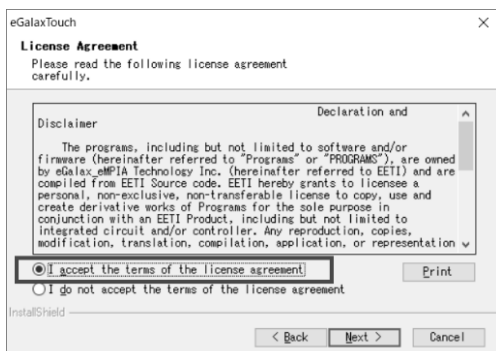 eGalaxTouch
License Agreement
Please read the following license agreement
carefully.
Declaration and
Disclaimer
The programs, including but not limited to software and/or
firmware (hereinafter referred to "Programs" or "PROGRAMS"), are owned
by eGalax_eMPIA Technology Inc. (hereinafter referred to EETI) and are
compiled from EETI Source code. EETI hereby grants to licensee a
personal, non-exclusive, non-transferable license to copy, use and
create derivative works of Programs for the sole purpose in
conjunction with an EETI Product, including but not limited to
integrated circuit and/or controller. Any reproduction, copies,
modification, translation, compilation, application, or representation
I accept the terms of the license agreement
Print
I do not accept the terms of the license agreement
InstallShield
< Back
Next >
Cancel